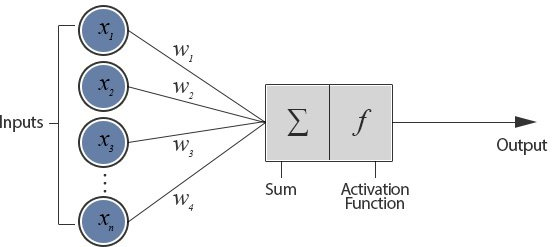 x1
w1
x2
w2
Inputs
x3
w3
Σ
f
Output
Sum
Activation
Function
xn
w4